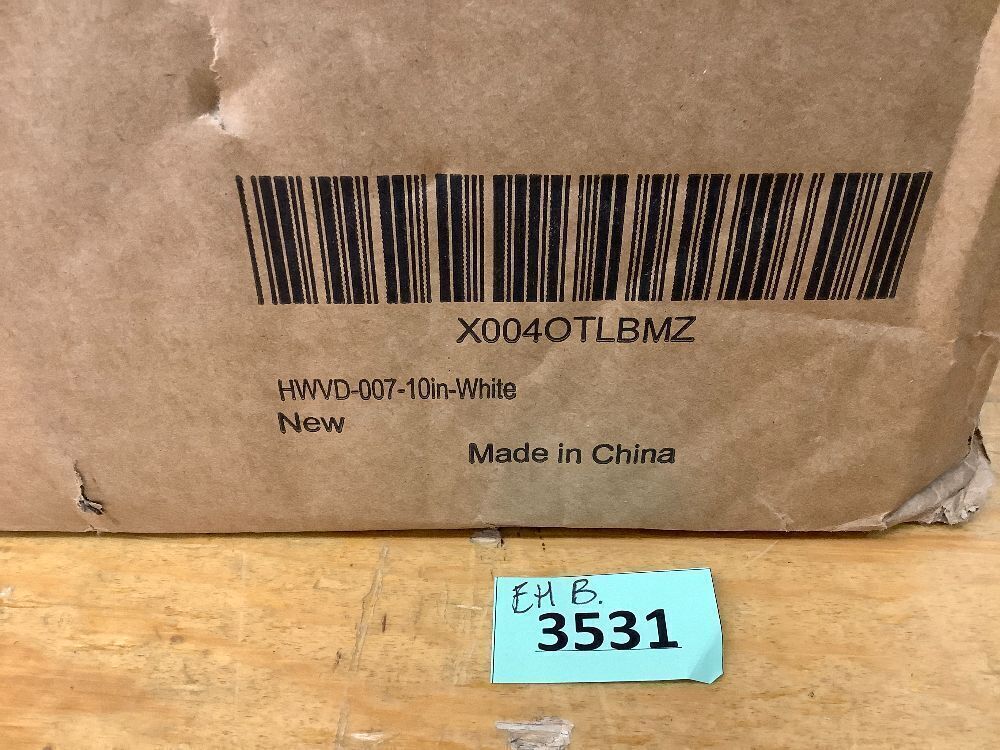 X004OTLBMZ
HWVD-007-10in-White
New
Made in China
EH B.
3531